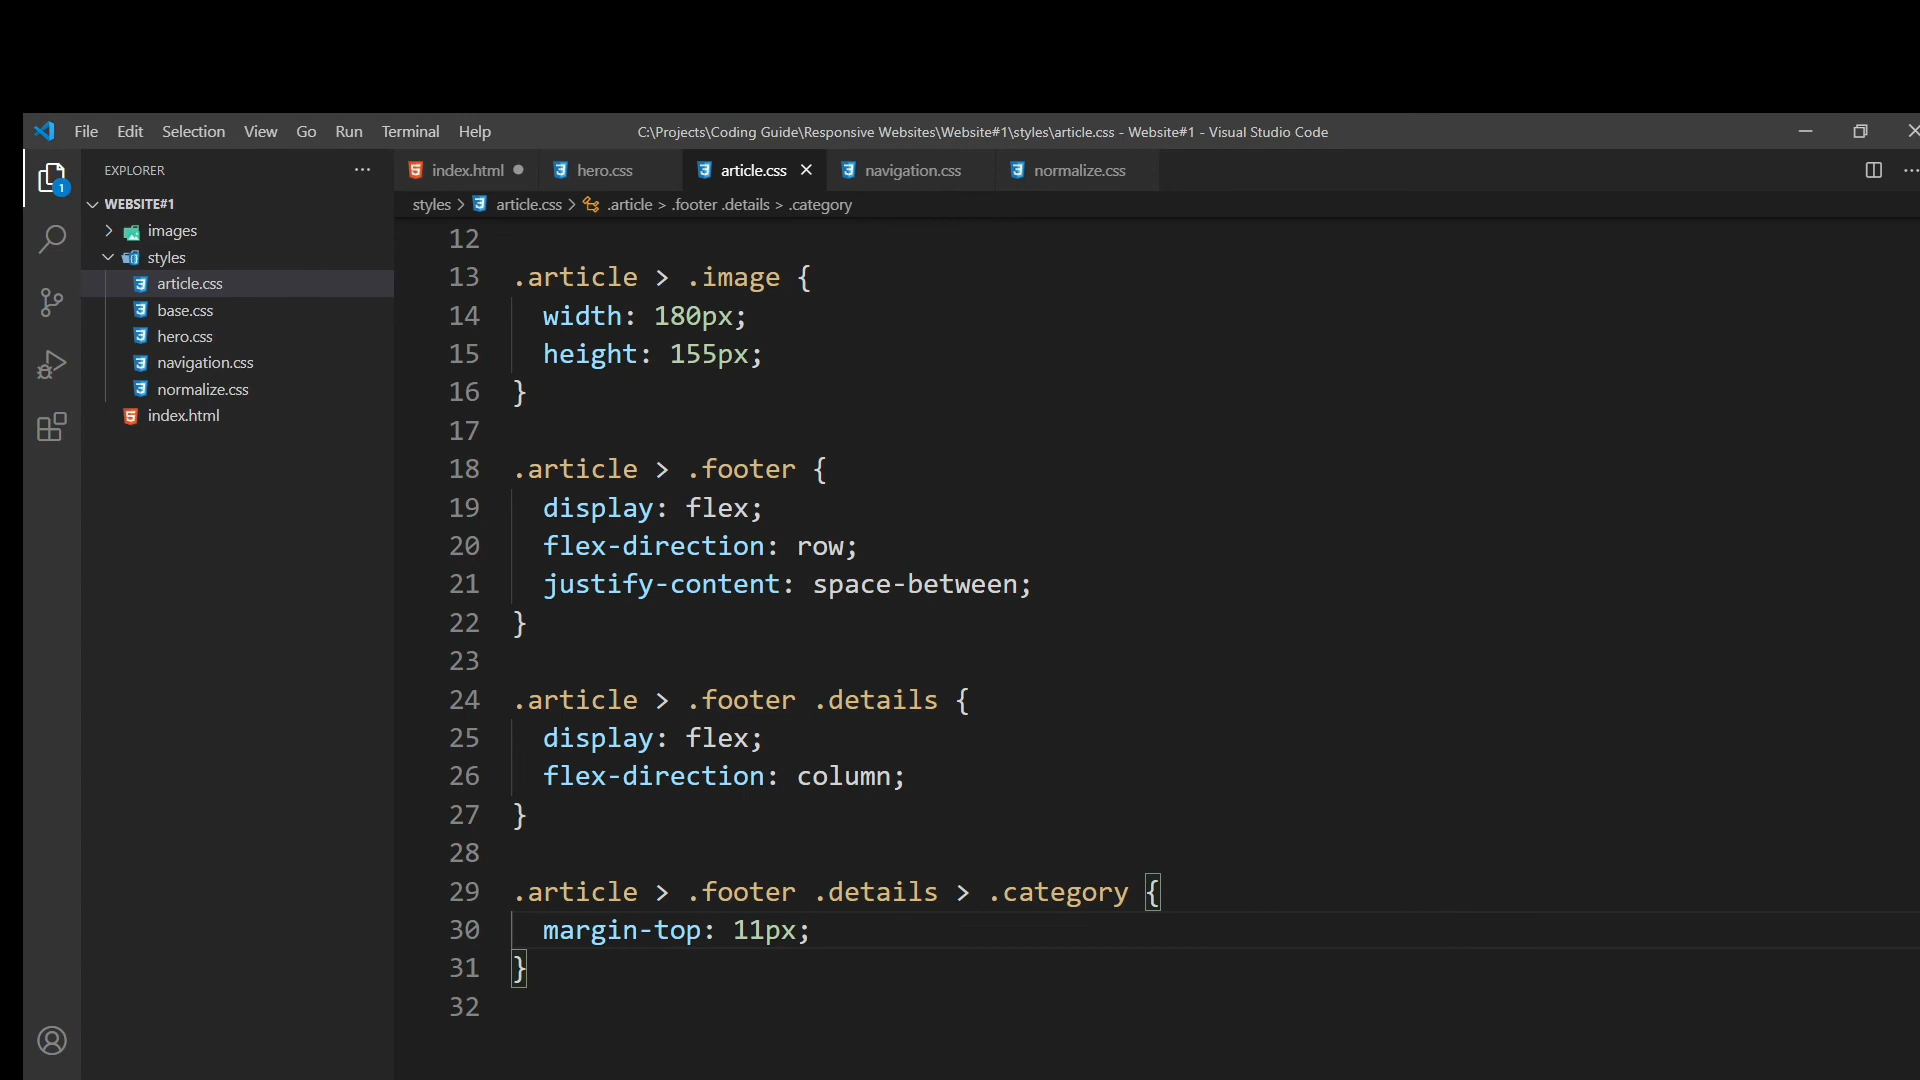 File Edit Selection View Go Run Terminal Help
C:\Projects\Coding Guide\Responsive Websites\Website#1\styles\article.css - Website#1 - Visual Studio Code
1
EXPLORER
WEBSITE#1
images
styles
article.css
base.css
hero.css
navigation.css
normalize.css
index.html
index.html hero.css article.css navigation.css normalize.css
styles > article.css > .article > .footer .details > .category
12
13 .article > .image {
14 width: 180px;
15 height: 155px;
16 }
17
18 .article > .footer {
19 display: flex;
20 flex-direction: row;
21 justify-content: space-between;
22 }
23
24 .article > .footer .details {
25 display: flex;
26 flex-direction: column;
27 }
28
29 .article > .footer .details > .category {
30 margin-top: 11px;
31 }
32